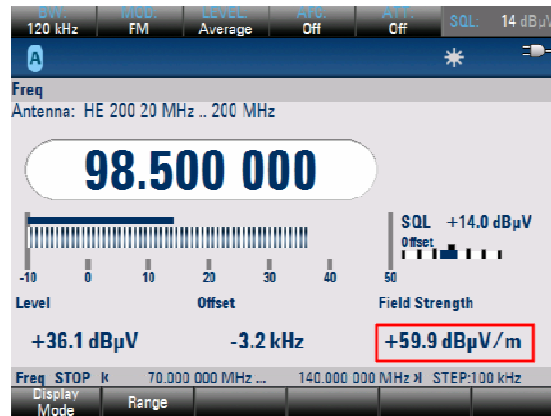 BW: MOD: LEVEL: AFC: ATT: SQL: 14 dBµV
120 kHz FM Average Off Off
A
Freq
Antenna: HE 200 20 MHz .. 200 MHz
98.500 000
SQL +14.0 dBµV
Offset
-10 0 10 20 30 40 50
Level Offset Field Strength
+36.1 dBµV -3.2 kHz +59.9 dBµV/m
Freq STOP K 70.000 000 MHz ... 140.000 000 MHz STEP:100 kHz
Display Mode Range